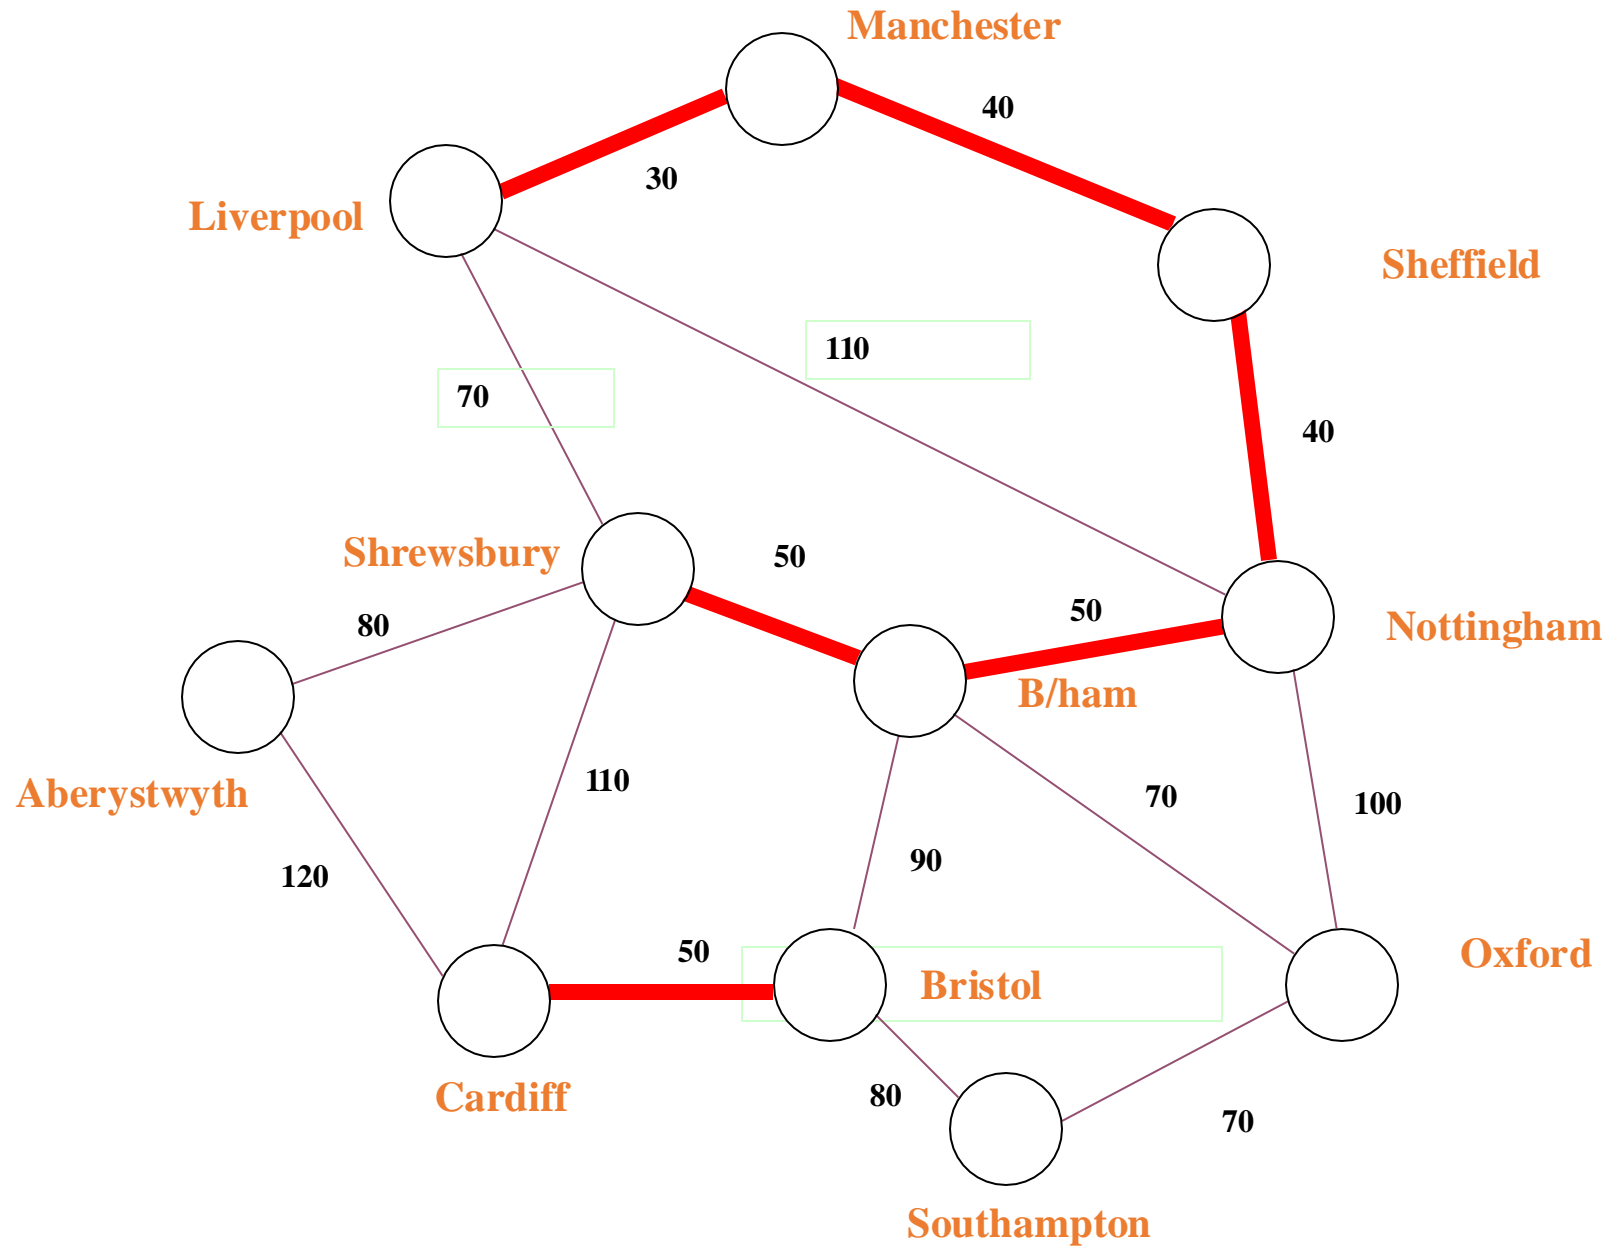 Manchester
40
30
Liverpool
Sheffield
110
70
40
Shrewsbury
50
50
80
Nottingham
B/ham
110
Aberystwyth
70
100
90
120
50
Oxford
Bristol
Cardiff
80
70
Southampton